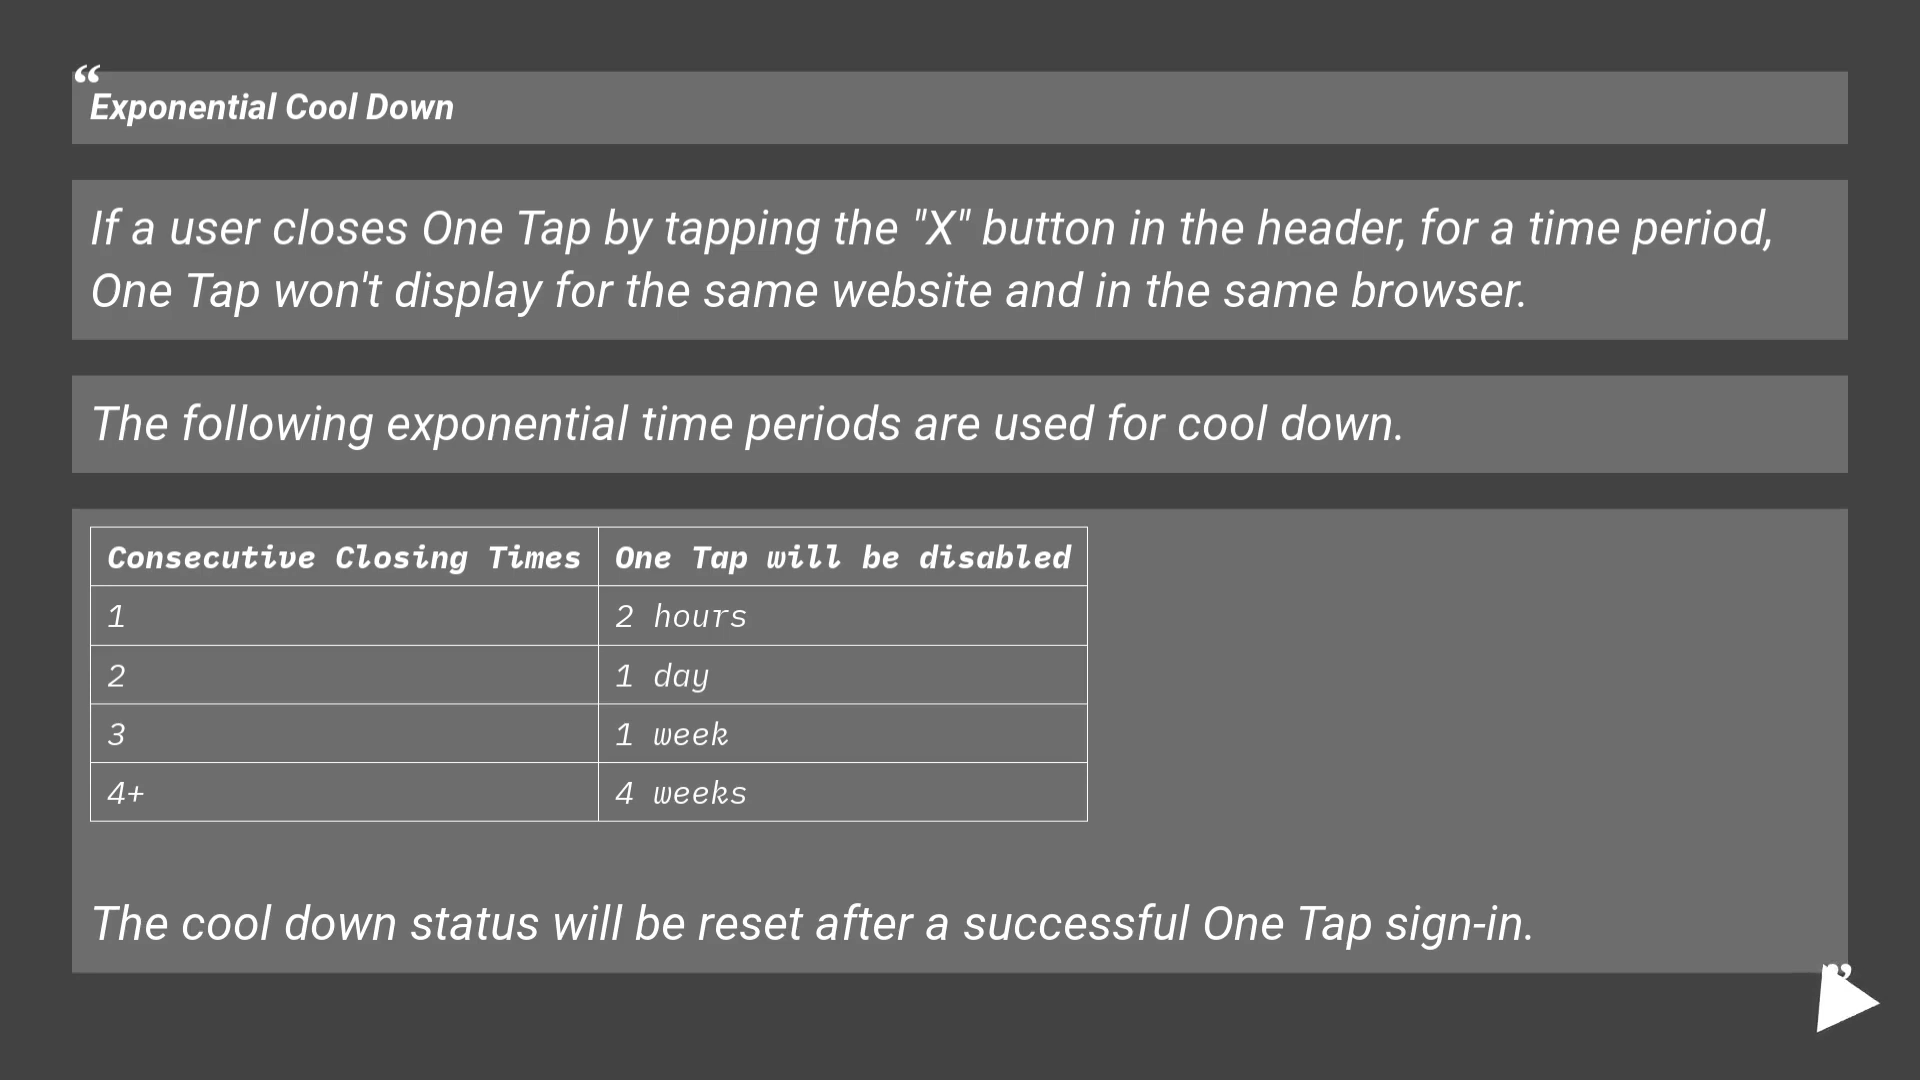 “
Exponential Cool Down
If a user closes One Tap by tapping the "X" button in the header, for a time period,
One Tap won't display for the same website and in the same browser.
The following exponential time periods are used for cool down.
Consecutive Closing Times One Tap will be disabled
1 2 hours
2 1 day
3 1 week
4+ 4 weeks
The cool down status will be reset after a successful One Tap sign-in.
”